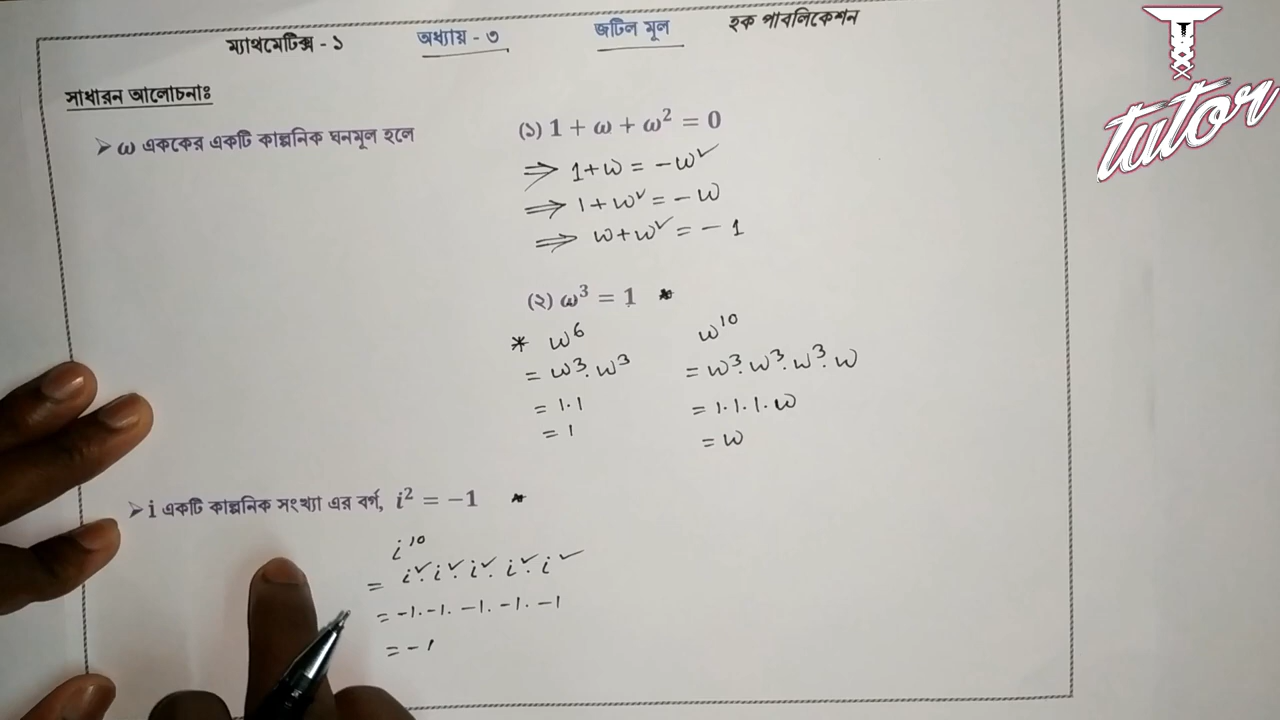 ম্যাথমেটিক্স - ১ অধ্যায় - ৩ জটিল মূল হক পাবলিকেশন
T tutor
সাধারন আলোচনাঃ
➤ ω এককের একটি কাল্পনিক ঘনমূল হলে (১) 1 + ω + ω² = 0
⇒ 1+ω = -ω²
⇒ 1+ω² = -ω
⇒ ω+ω² = -1
(২) ω³ = 1 *
* ω⁶ ω¹⁰
= ω³.ω³ = ω³.ω³.ω³.ω
= 1.1 = 1.1.1.ω
= 1 = ω
➤ i একটি কাল্পনিক সংখ্যা এর বর্গ, i² = -1 *
i¹⁰
= i².i².i².i².i²
= -1.-1.-1.-1.-1
= -1